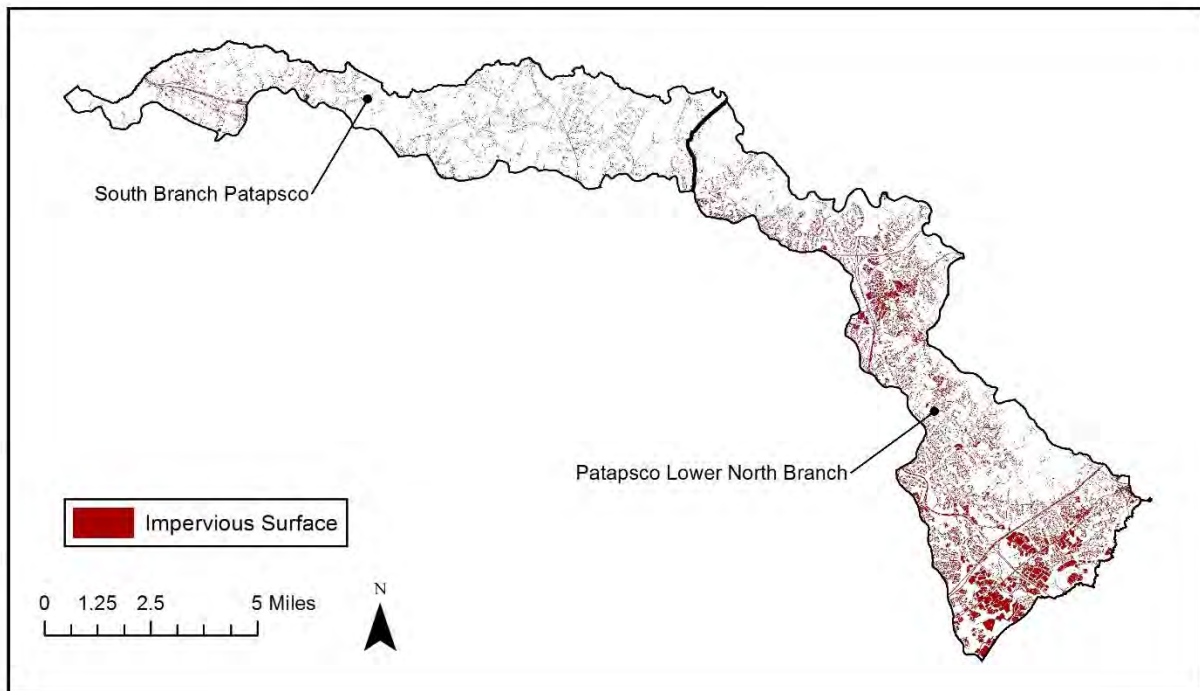 South Branch Patapsco
Patapsco Lower North Branch
Impervious Surface
0 1.25 2.5 5 Miles
N